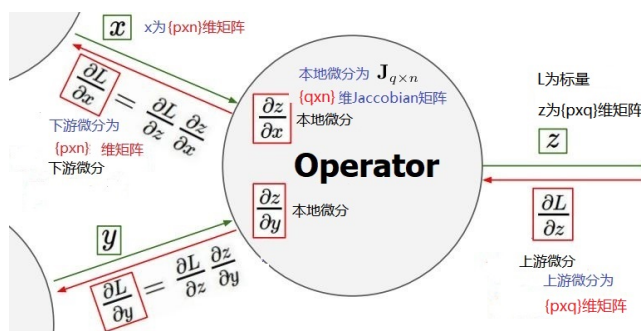 x
x为{pxn}维矩阵
∂L/∂x = ∂L/∂z ∂z/∂x
下游微分为
{pxn} 维矩阵
下游微分
本地微分为 J_{q×n}
{qxn} 维Jaccobian矩阵
∂z/∂x 本地微分
Operator
∂z/∂y 本地微分
y
∂L/∂y = ∂L/∂z ∂z/∂y
L为标量
z为{pxq}维矩阵
z
∂L/∂z
上游微分
上游微分为
{pxq}维矩阵